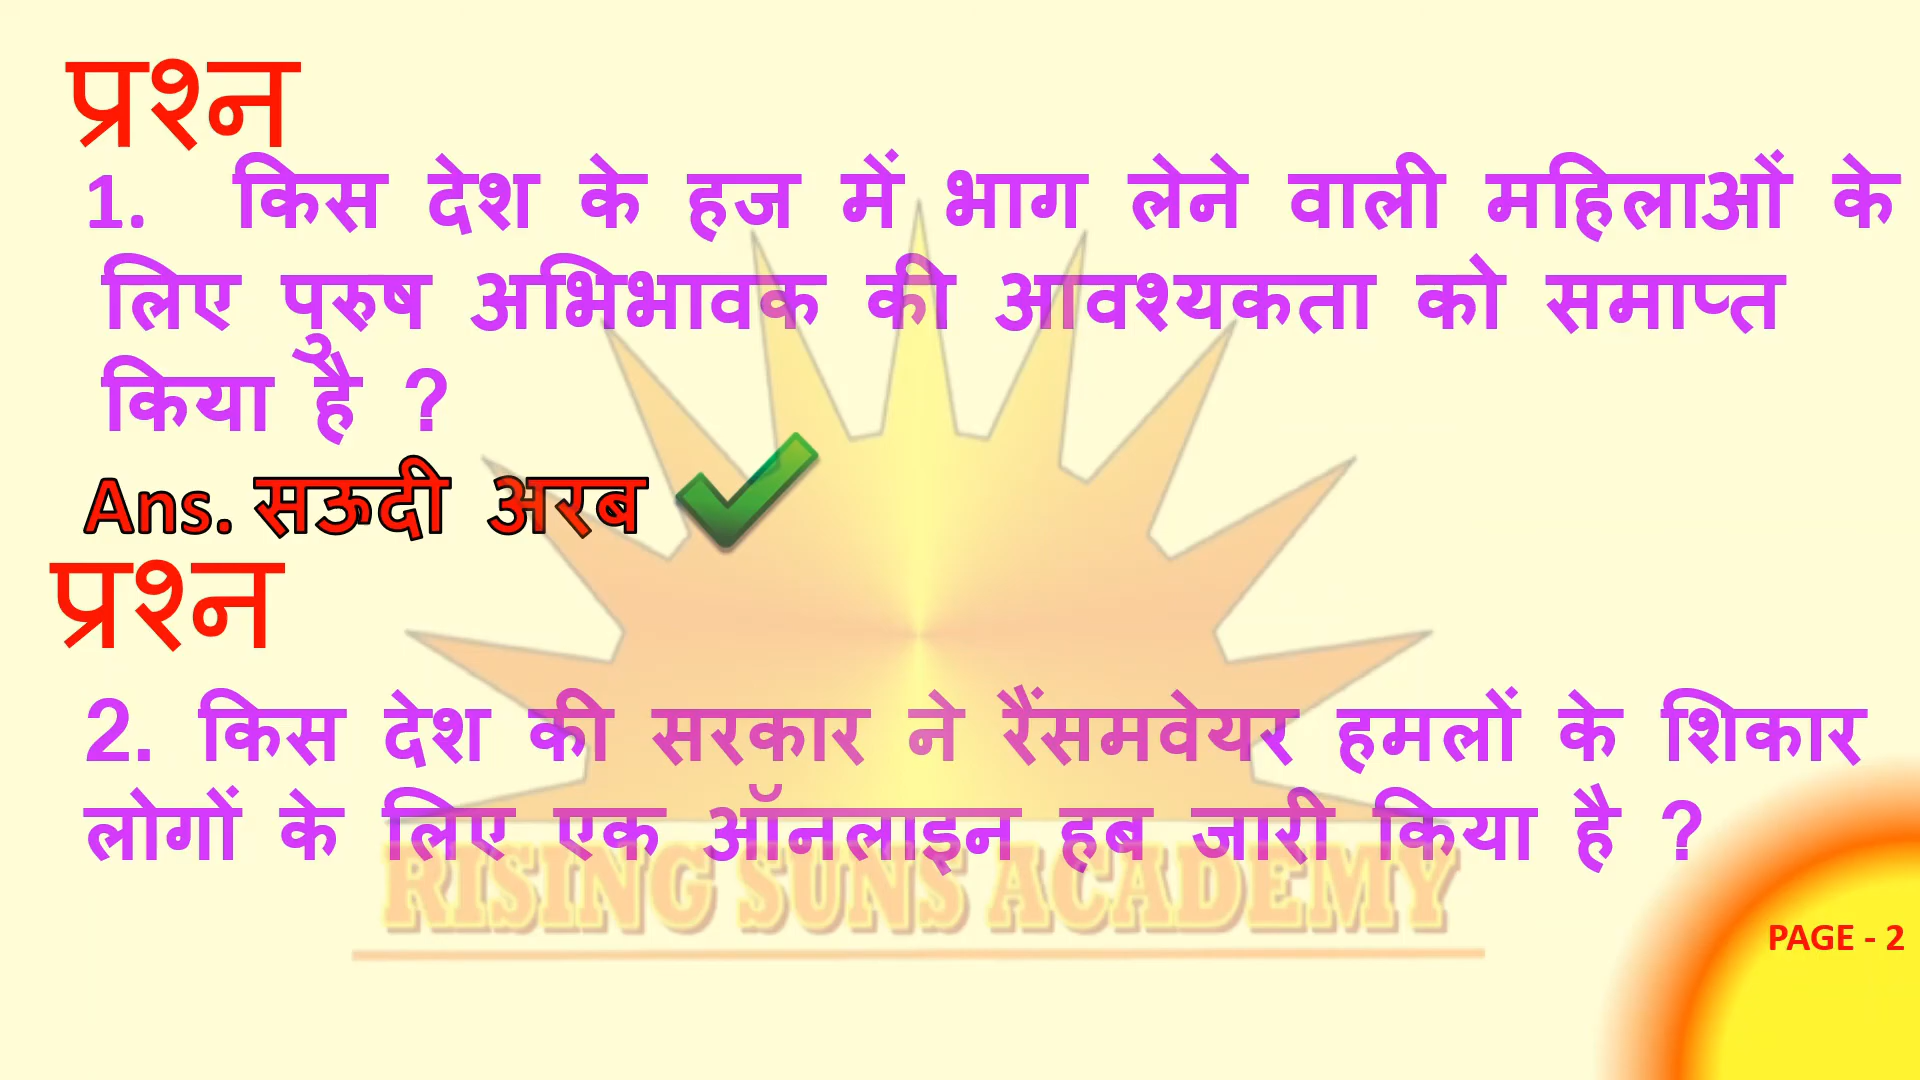 प्रश्न
1. किस देश के हज में भाग लेने वाली महिलाओं के
लिए पुरुष अभिभावक की आवश्यकता को समाप्त
किया है ?
Ans. सऊदी अरब
प्रश्न
2. किस देश की सरकार ने रैंसमवेयर हमलों के शिकार
लोगों के लिए एक ऑनलाइन हब जारी किया है ?
RISING SUNS ACADEMY
PAGE - 2